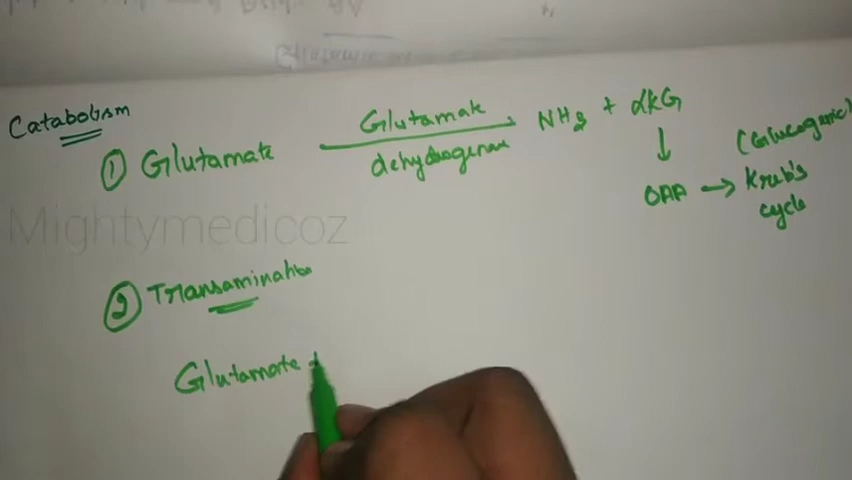 Catabolism
① Glutamate Glutamate dehydrogenase NH3 + αKG
↓ (Glucogenic)
OAA → Kreb's cycle
Mightymedicoz
② Transamination
Glutamate +